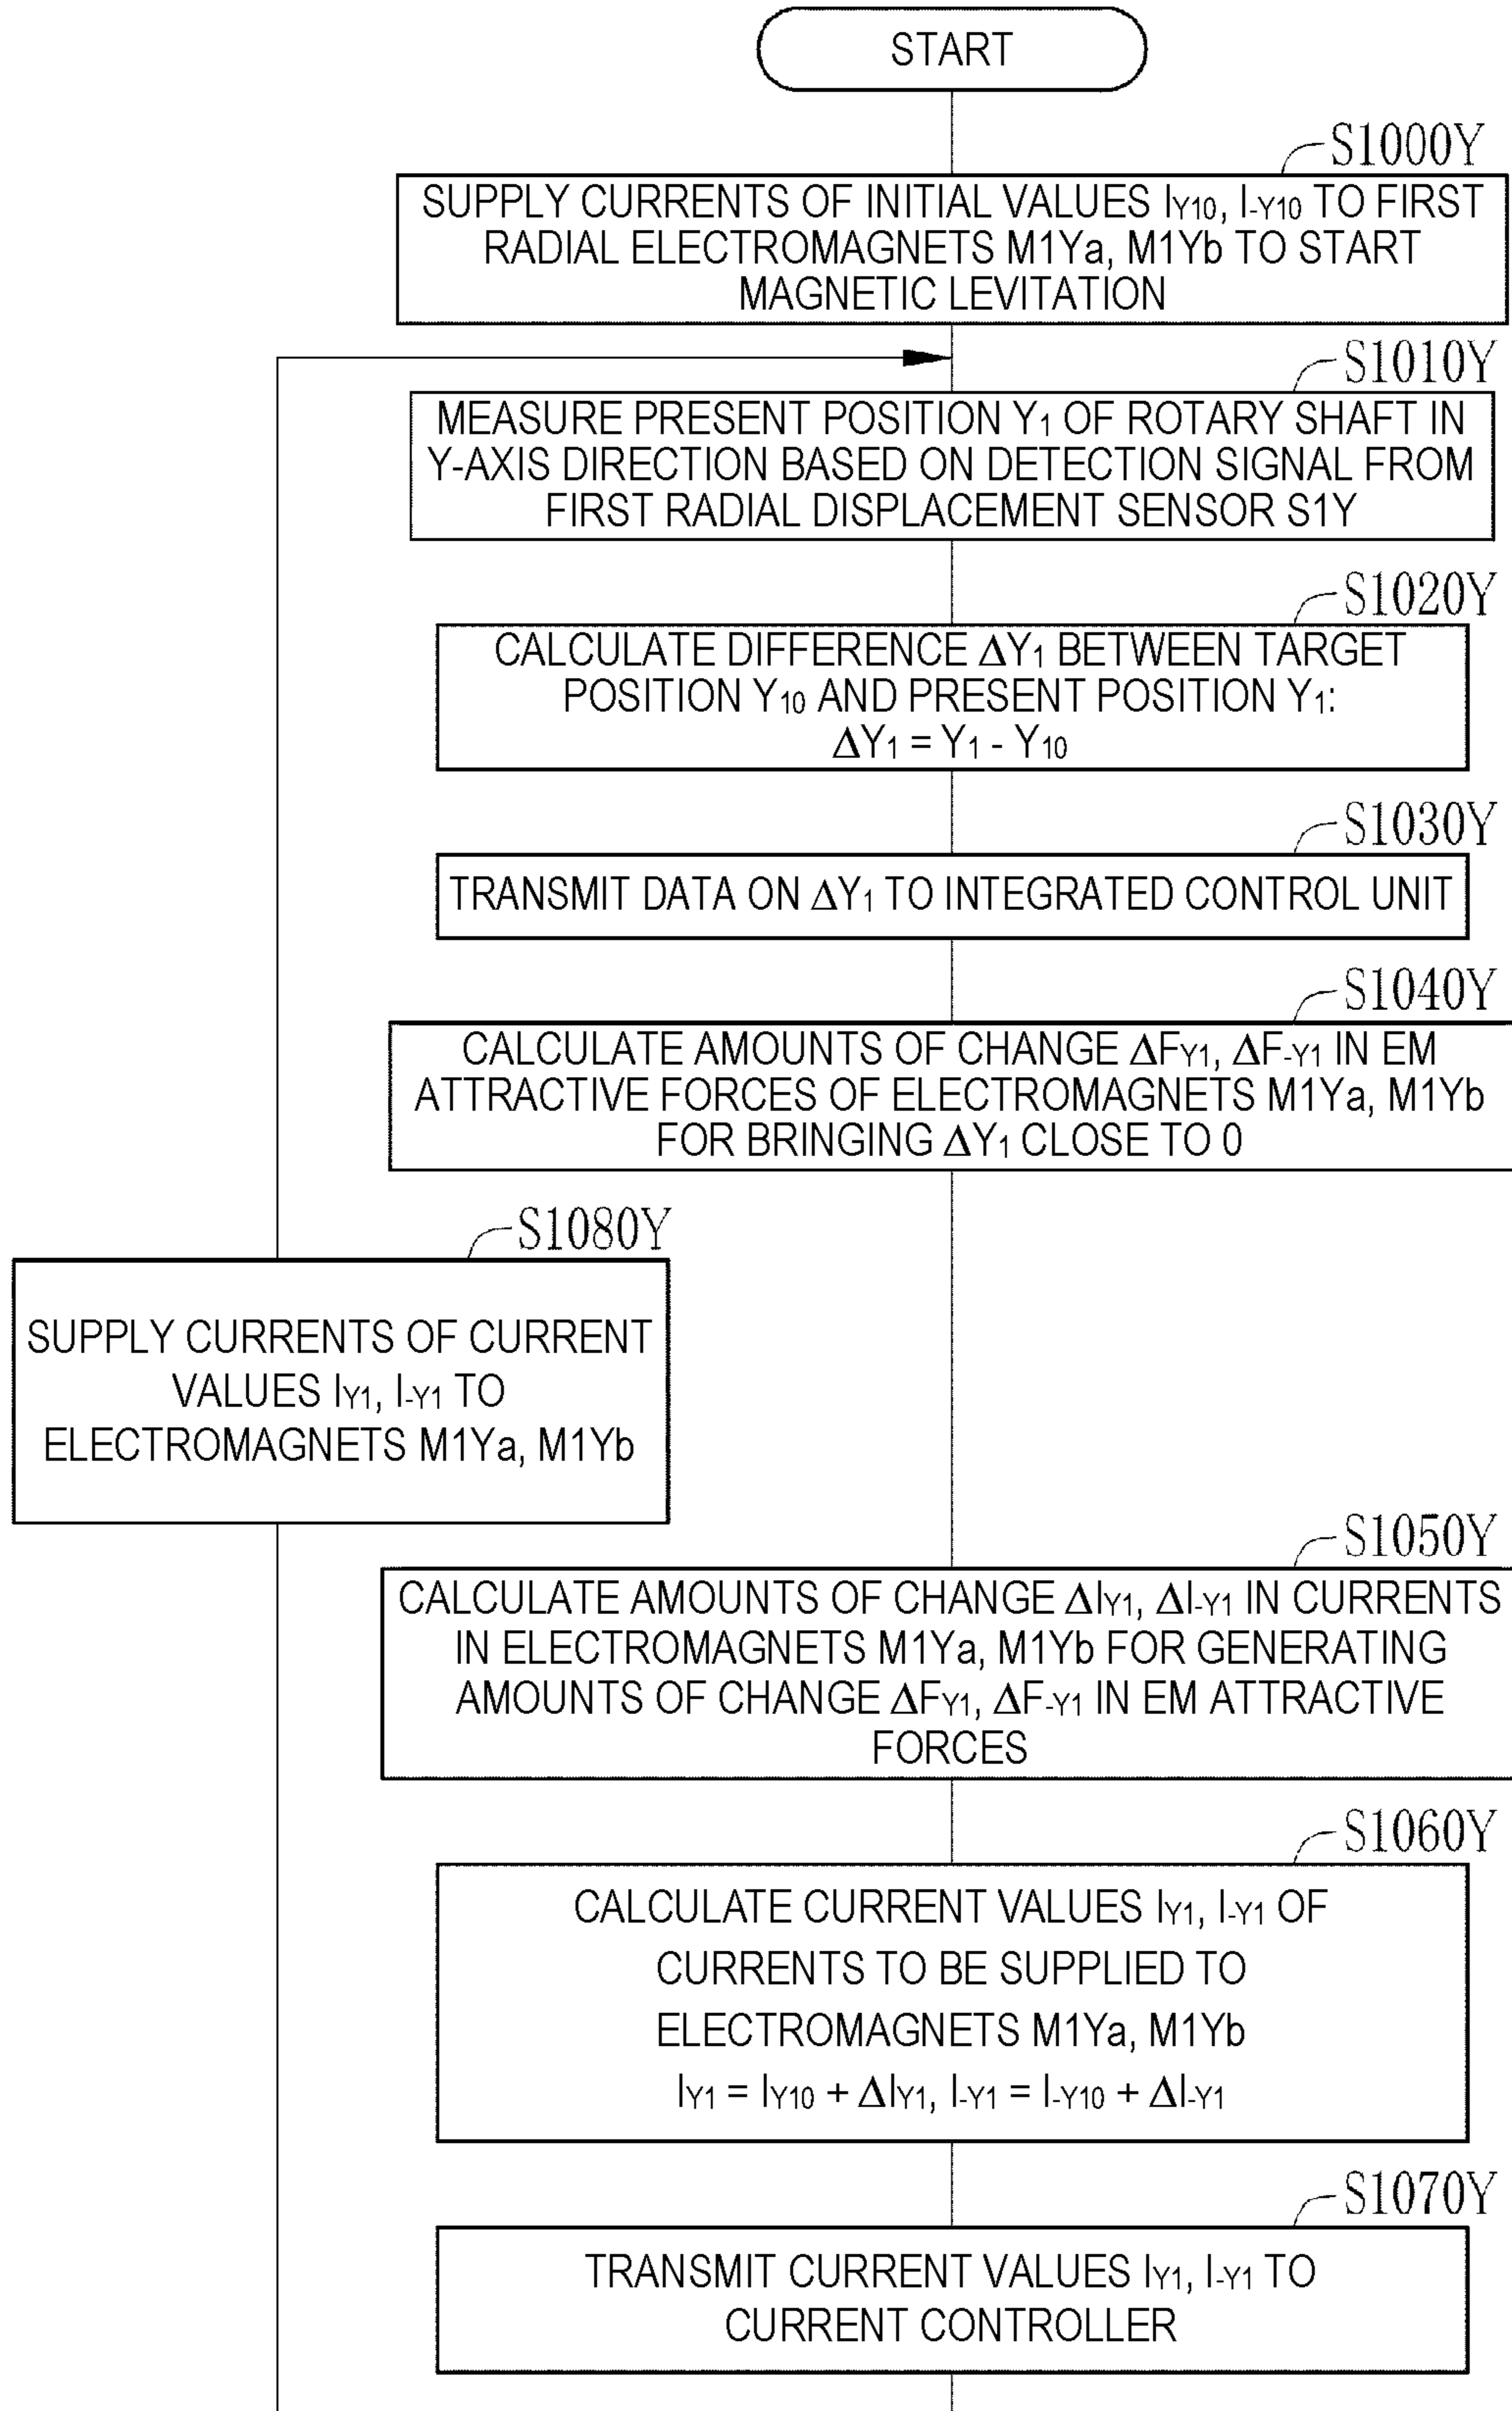 START
S1000Y
SUPPLY CURRENTS OF INITIAL VALUES IY10, I-Y10 TO FIRST
RADIAL ELECTROMAGNETS M1Ya, M1Yb TO START
MAGNETIC LEVITATION
S1010Y
MEASURE PRESENT POSITION Y1 OF ROTARY SHAFT IN
Y-AXIS DIRECTION BASED ON DETECTION SIGNAL FROM
FIRST RADIAL DISPLACEMENT SENSOR S1Y
S1020Y
CALCULATE DIFFERENCE ΔY1 BETWEEN TARGET
POSITION Y10 AND PRESENT POSITION Y1:
ΔY1 = Y1 - Y10
S1030Y
TRANSMIT DATA ON ΔY1 TO INTEGRATED CONTROL UNIT
S1040Y
CALCULATE AMOUNTS OF CHANGE ΔFY1, ΔF-Y1 IN EM
ATTRACTIVE FORCES OF ELECTROMAGNETS M1Ya, M1Yb
FOR BRINGING ΔY1 CLOSE TO 0
S1080Y
SUPPLY CURRENTS OF CURRENT
VALUES IY1, I-Y1 TO
ELECTROMAGNETS M1Ya, M1Yb
S1050Y
CALCULATE AMOUNTS OF CHANGE ΔIY1, ΔI-Y1 IN CURRENTS
IN ELECTROMAGNETS M1Ya, M1Yb FOR GENERATING
AMOUNTS OF CHANGE ΔFY1, ΔF-Y1 IN EM ATTRACTIVE
FORCES
S1060Y
CALCULATE CURRENT VALUES IY1, I-Y1 OF
CURRENTS TO BE SUPPLIED TO
ELECTROMAGNETS M1Ya, M1Yb
IY1 = IY10 + ΔIY1, I-Y1 = I-Y10 + ΔI-Y1
S1070Y
TRANSMIT CURRENT VALUES IY1, I-Y1 TO
CURRENT CONTROLLER